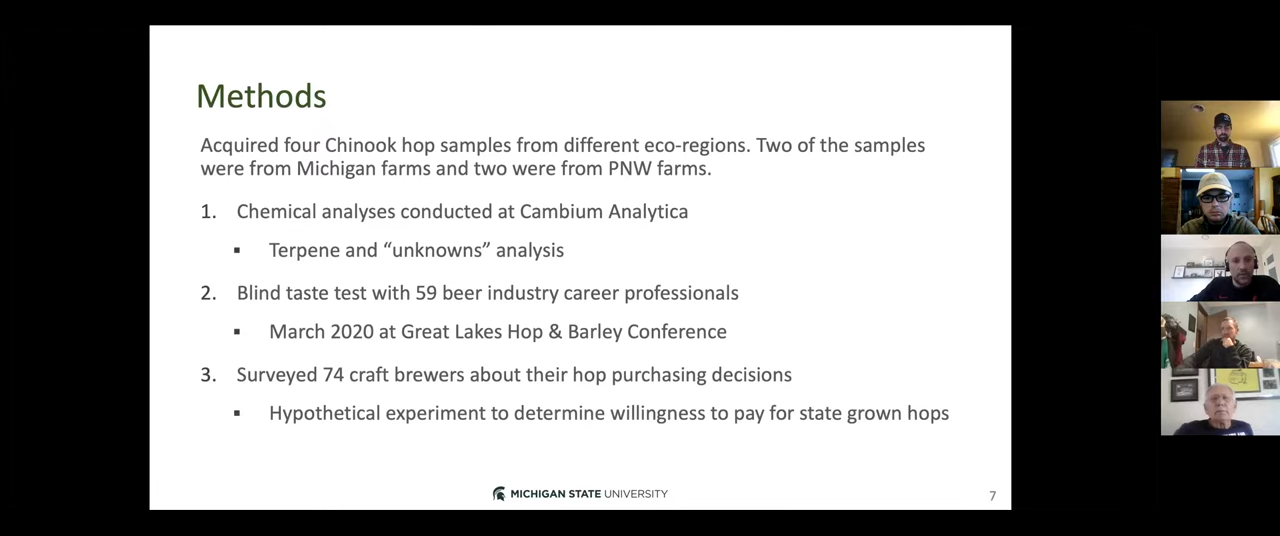 Methods
Acquired four Chinook hop samples from different eco-regions. Two of the samples
were from Michigan farms and two were from PNW farms.
1. Chemical analyses conducted at Cambium Analytica
▪ Terpene and “unknowns” analysis
2. Blind taste test with 59 beer industry career professionals
▪ March 2020 at Great Lakes Hop & Barley Conference
3. Surveyed 74 craft brewers about their hop purchasing decisions
▪ Hypothetical experiment to determine willingness to pay for state grown hops
MICHIGAN STATE UNIVERSITY
7